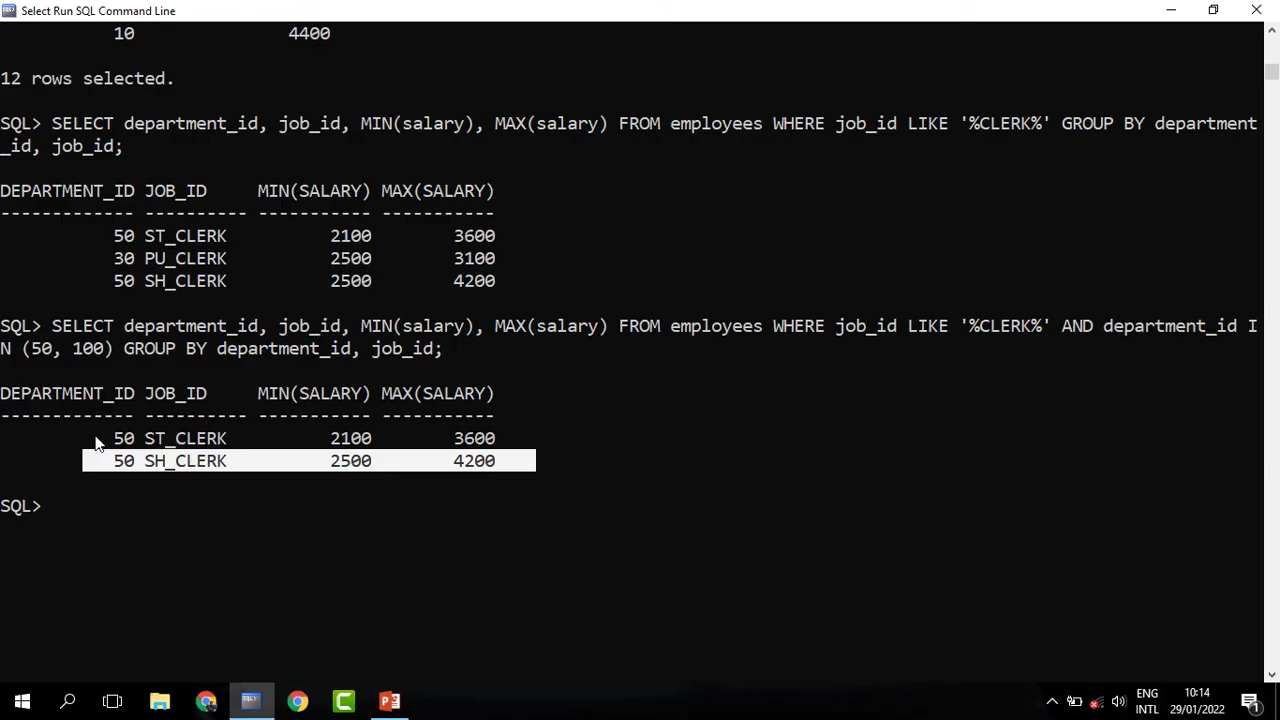 Select Run SQL Command Line
10 4400
12 rows selected.
SQL> SELECT department_id, job_id, MIN(salary), MAX(salary) FROM employees WHERE job_id LIKE '%CLERK%' GROUP BY department
_id, job_id;
DEPARTMENT_ID JOB_ID MIN(SALARY) MAX(SALARY)
------------- ---------- ----------- -----------
50 ST_CLERK 2100 3600
30 PU_CLERK 2500 3100
50 SH_CLERK 2500 4200
SQL> SELECT department_id, job_id, MIN(salary), MAX(salary) FROM employees WHERE job_id LIKE '%CLERK%' AND department_id I
N (50, 100) GROUP BY department_id, job_id;
DEPARTMENT_ID JOB_ID MIN(SALARY) MAX(SALARY)
------------- ---------- ----------- -----------
50 ST_CLERK 2100 3600
50 SH_CLERK 2500 4200
SQL>
ENG 10:14
INTL 29/01/2022 1